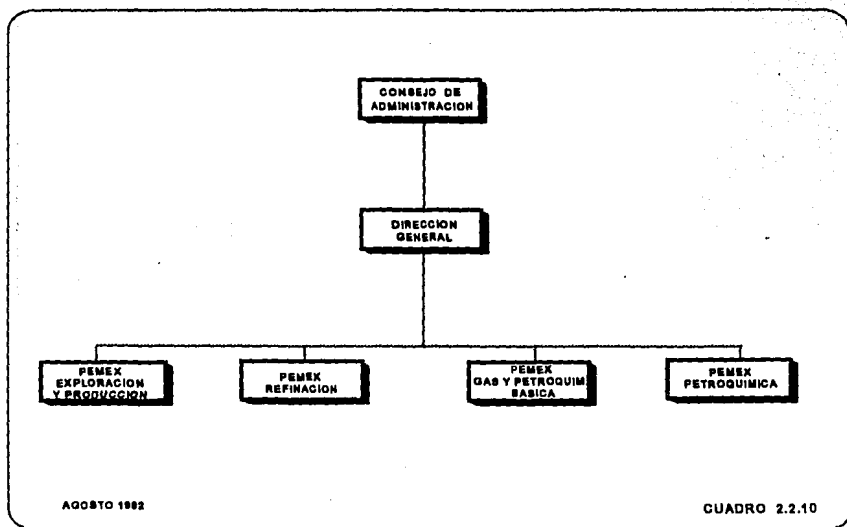 CONSEJO DE
ADMINISTRACION
DIRECCION
GENERAL
PEMEX
EXPLORACION
Y PRODUCCION
PEMEX
REFINACION
PEMEX
GAS Y PETROQUIM.
BASICA
PEMEX
PETROQUIMICA
AGOSTO 1992
CUADRO 2.2.10